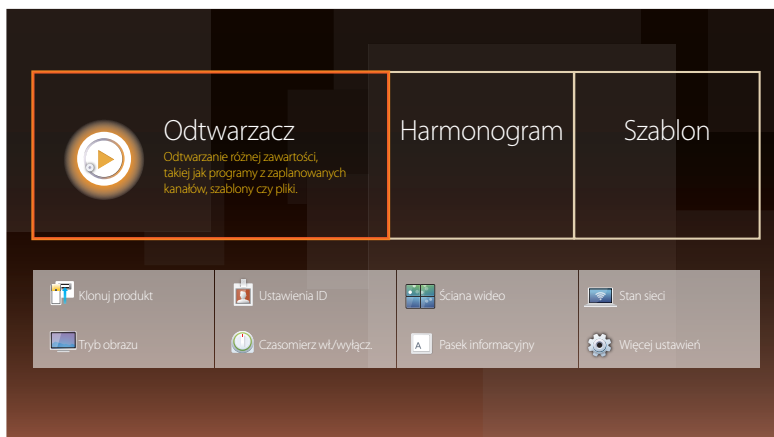 Odtwarzacz
Odtwarzanie różnej zawartości,
takiej jak programy z zaplanowanych
kanałów, szablony czy pliki.
Harmonogram
Szablon
Klonuj produkt
Ustawienia ID
Ściana wideo
Stan sieci
Tryb obrazu
Czasomierz wł./wyłącz.
A
Pasek informacyjny
Więcej ustawień